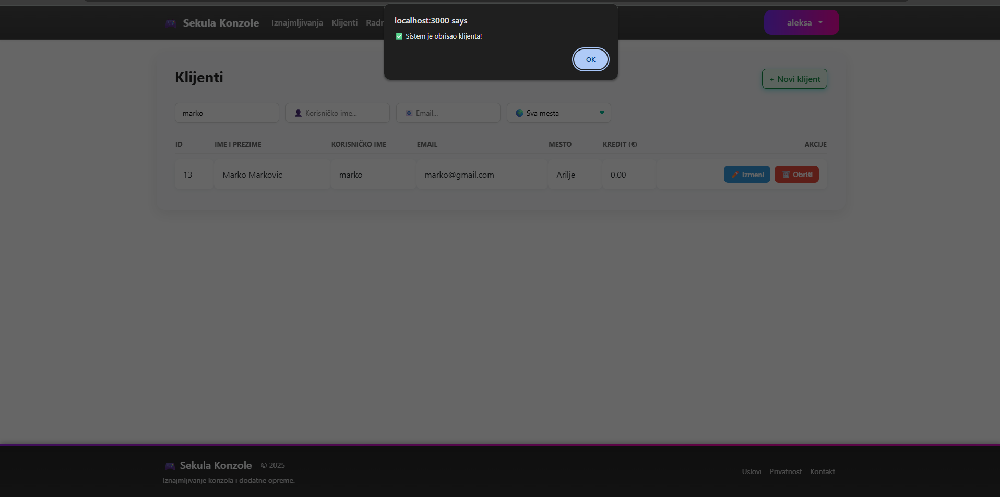 localhost:3000 says
✅ Sistem je obrisao klijenta!
OK
Sekula Konzole Iznajmljivanja Klijenti Radr aleksa
Klijenti
+ Novi klijent
marko Korisničko ime... Email... Sva mesta
ID IME I PREZIME KORISNIČKO IME EMAIL MESTO KREDIT (€) AKCIJE
13 Marko Markovic marko marko@gmail.com Arilje 0.00 Izmeni Obriši
Sekula Konzole © 2025
Iznajmljivanje konzola i dodatne opreme.
Uslovi Privatnost Kontakt